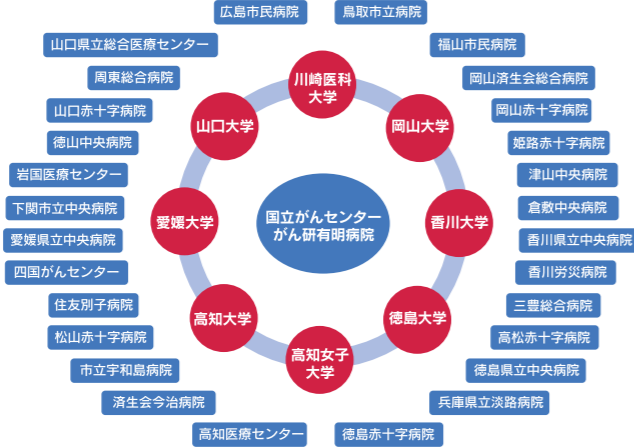 広島市民病院
鳥取市立病院
山口県立総合医療センター
福山市民病院
周東総合病院
川崎医科
大学
岡山済生会総合病院
山口赤十字病院
山口大学
岡山大学
岡山赤十字病院
徳山中央病院
姫路赤十字病院
岩国医療センター
津山中央病院
下関市立中央病院
愛媛大学
国立がんセンター
がん研有明病院
香川大学
倉敷中央病院
愛媛県立中央病院
香川県立中央病院
四国がんセンター
香川労災病院
住友別子病院
高知大学
徳島大学
三豊総合病院
松山赤十字病院
高松赤十字病院
高知女子
大学
市立宇和島病院
徳島県立中央病院
済生会今治病院
兵庫県立淡路病院
高知医療センター
徳島赤十字病院